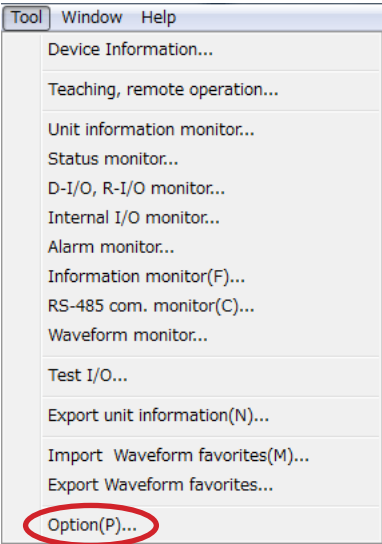 Tool Window Help
Device Information...
Teaching, remote operation...
Unit information monitor...
Status monitor...
D-I/O, R-I/O monitor...
Internal I/O monitor...
Alarm monitor...
Information monitor(F)...
RS-485 com. monitor(C)...
Waveform monitor...
Test I/O...
Export unit information(N)...
Import  Waveform favorites(M)...
Export Waveform favorites...
Option(P)...